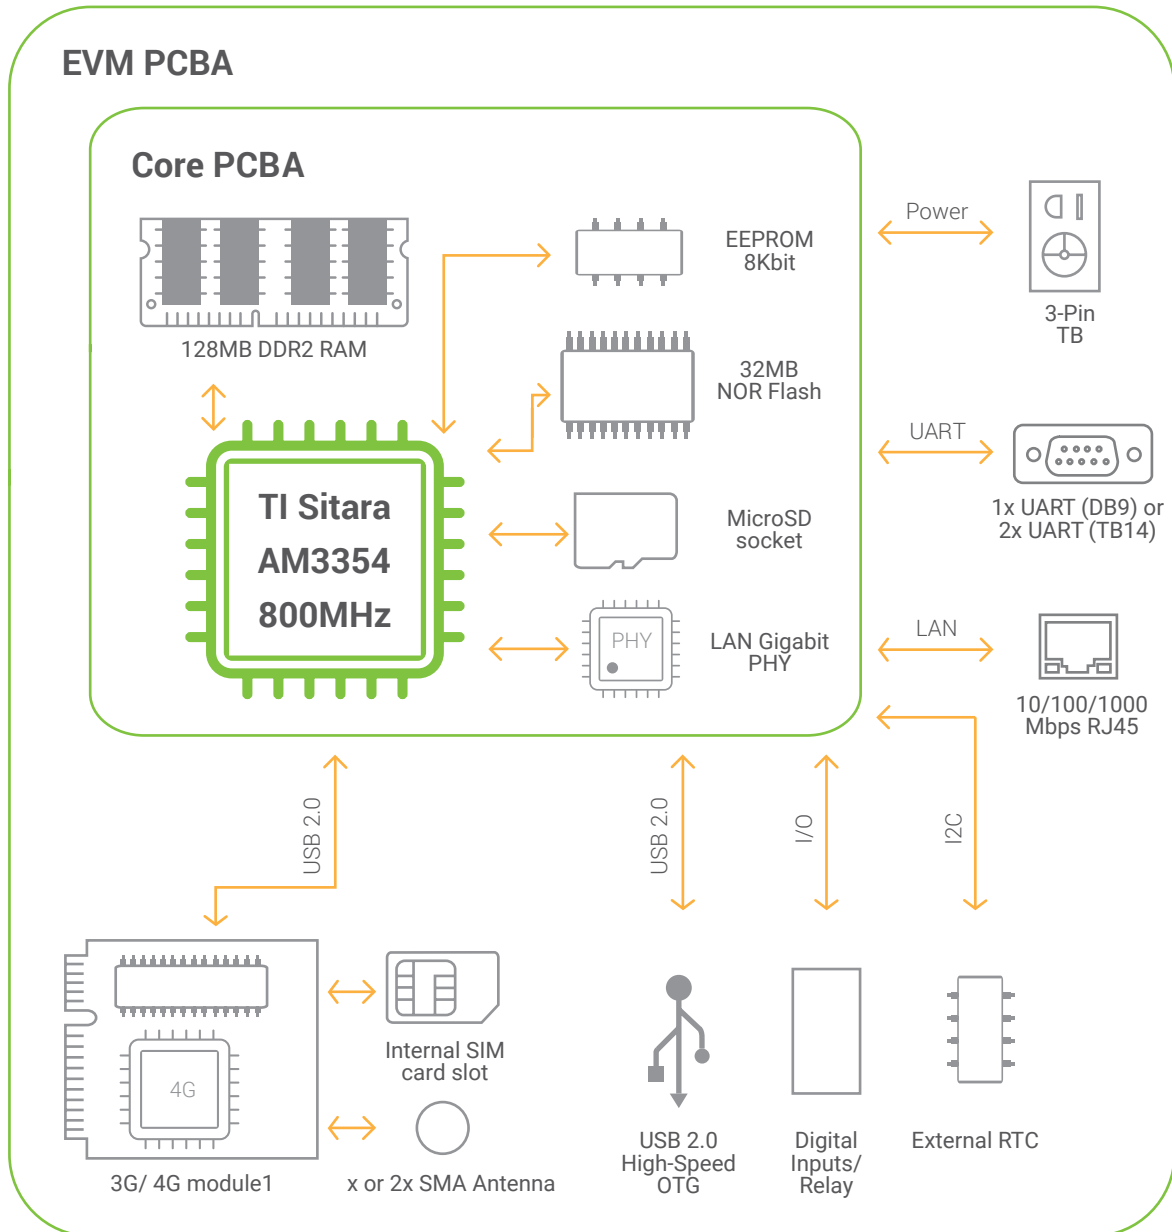 EVM PCBA
Core PCBA
128MB DDR2 RAM
EEPROM
8Kbit
32MB
NOR Flash
TI Sitara
AM3354
800MHz
MicroSD
socket
PHY
LAN Gigabit
PHY
Power
3-Pin
TB
UART
1x UART (DB9) or
2x UART (TB14)
LAN
10/100/1000
Mbps RJ45
USB 2.0
USB 2.0
I/O
I2C
4G
3G/ 4G module1
Internal SIM
card slot
x or 2x SMA Antenna
USB 2.0
High-Speed
OTG
Digital
Inputs/
Relay
External RTC